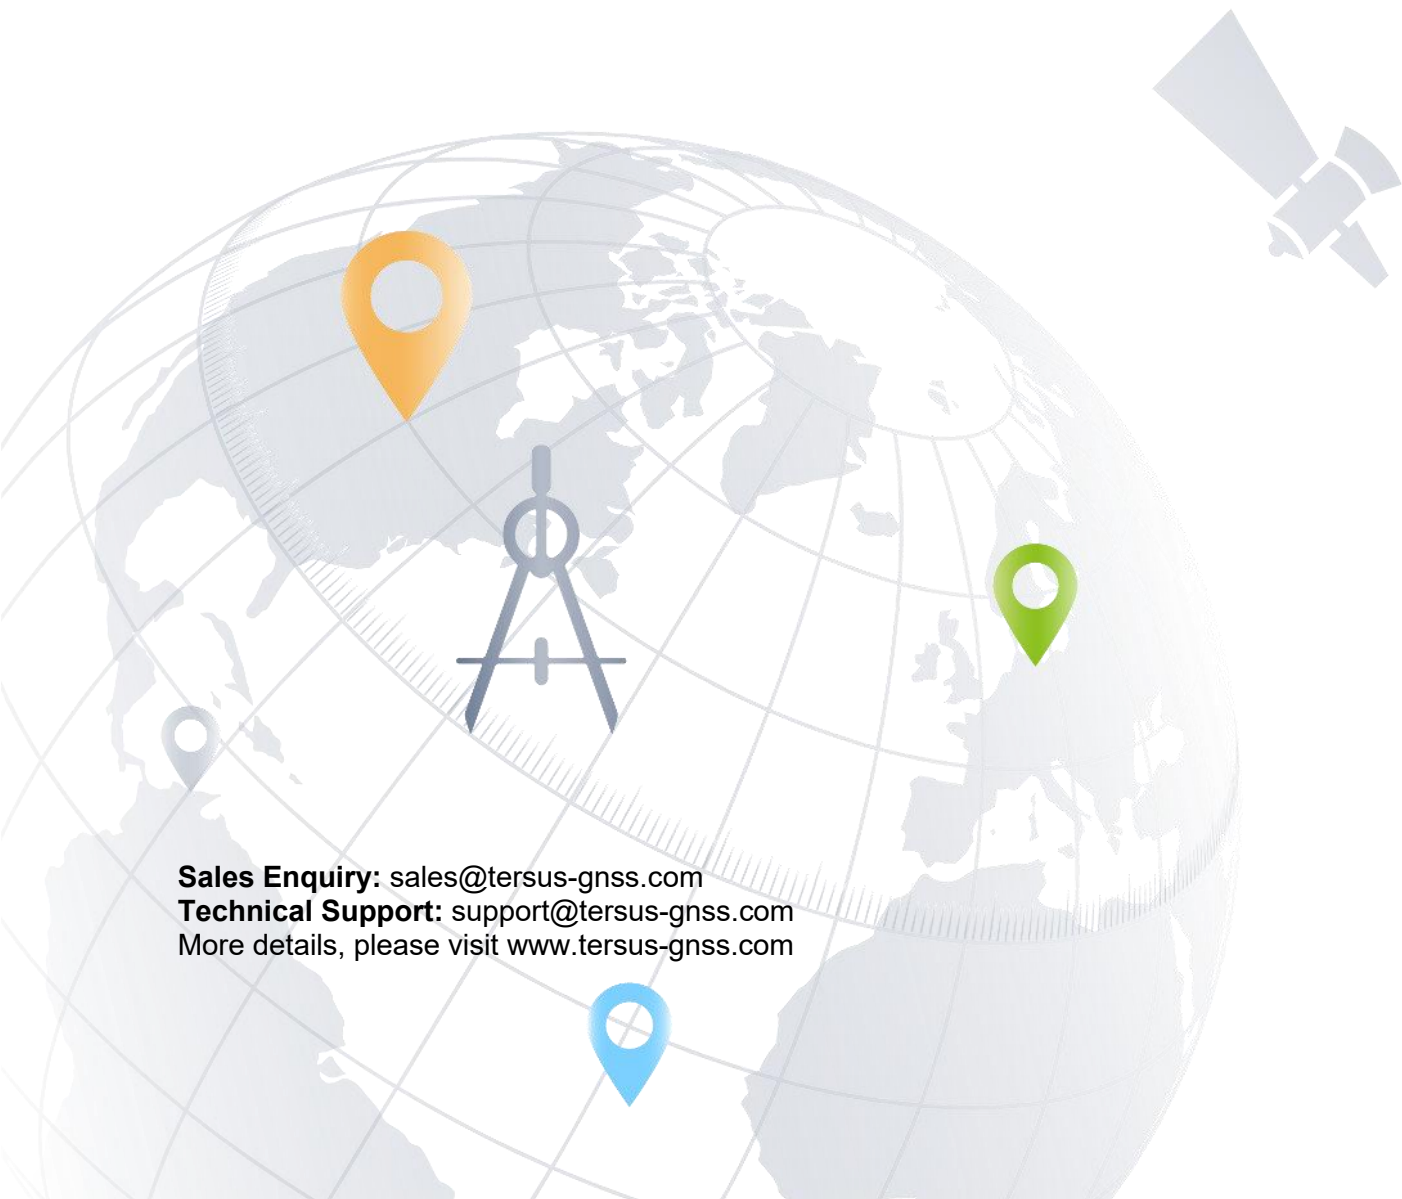 Sales Enquiry: sales@tersus-gnss.com
Technical Support: support@tersus-gnss.com
More details, please visit www.tersus-gnss.com